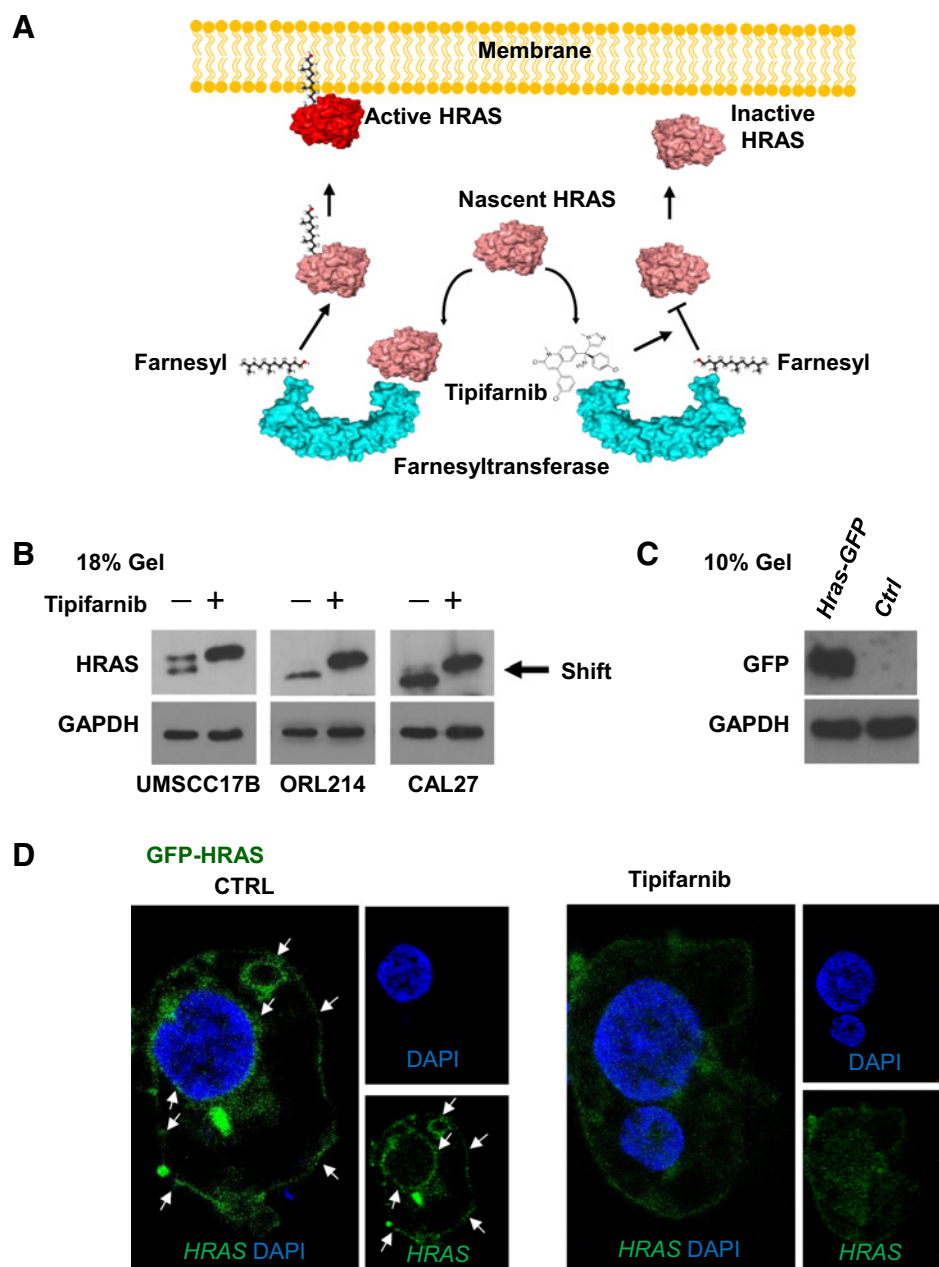 A
Membrane
Active HRAS
Inactive
HRAS
Nascent HRAS
Farnesyl
Tipifarnib
Farnesyl
Farnesyltransferase
B
18% Gel
Tipifarnib — + — + — +
HRAS
Shift
GAPDH
UMSCC17B ORL214 CAL27
C
10% Gel
Hras-GFP
Ctrl
GFP
GAPDH
D
GFP-HRAS
CTRL
DAPI
HRAS DAPI
HRAS
Tipifarnib
DAPI
HRAS DAPI
HRAS